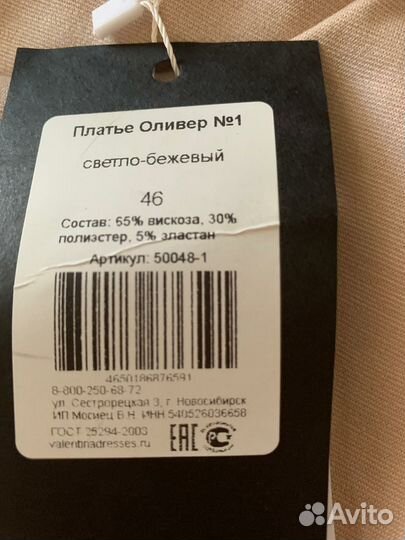 Платье Оливер №1
светло-бежевый
46
Состав: 65% вискоза, 30%
полиэстер, 5% эластан
Артикул: 50048-1
4650186876591
8-800-250-68-72
ул. Сестрорецкая 3, г. Новосибирск
ИП Мосиец В.Н. ИНН 540526036658
ГОСТ 25294-2003
valentinadresses.ru
ЕАС
Avito